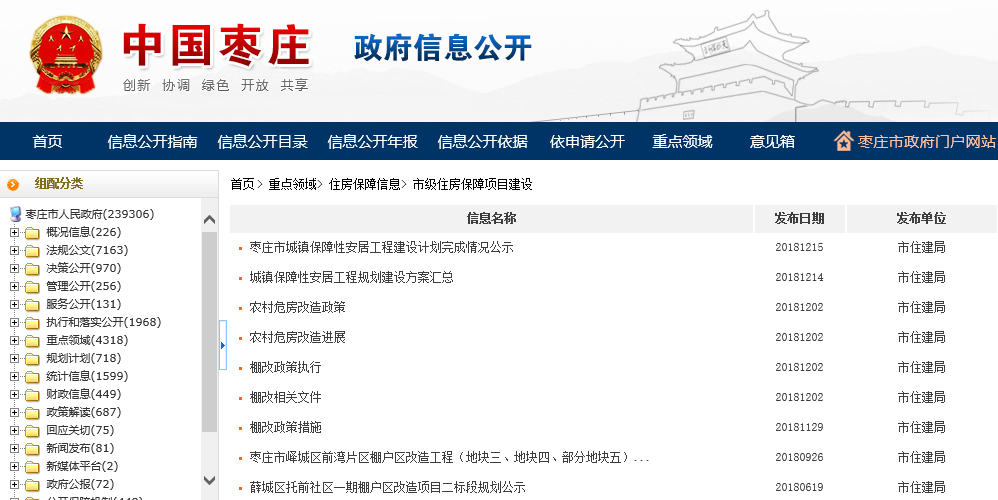 中国枣庄
创新 协调 绿色 开放 共享
政府信息公开
首页 信息公开指南 信息公开目录 信息公开年报 信息公开依据 依申请公开 重点领域 意见箱 枣庄市政府门户网站
组配分类
枣庄市人民政府(239306)
概况信息(226)
法规公文(7163)
决策公开(970)
管理公开(256)
服务公开(131)
执行和落实公开(1968)
重点领域(4318)
规划计划(718)
统计信息(1599)
财政信息(449)
政策解读(687)
回应关切(75)
新闻发布(81)
新媒体平台(2)
政府公报(72)
首页> 重点领域> 住房保障信息> 市级住房保障项目建设
信息名称 发布日期 发布单位
枣庄市城镇保障性安居工程建设计划完成情况公示 20181215 市住建局
城镇保障性安居工程规划建设方案汇总 20181214 市住建局
农村危房改造政策 20181202 市住建局
农村危房改造进展 20181202 市住建局
棚改政策执行 20181202 市住建局
棚改相关文件 20181202 市住建局
棚改政策措施 20181129 市住建局
枣庄市峄城区前湾片区棚户区改造工程（地块三、地块四、部分地块五）... 20180926 市住建局
薛城区托前社区一期棚户区改造项目二标段规划公示 20180619 市住建局